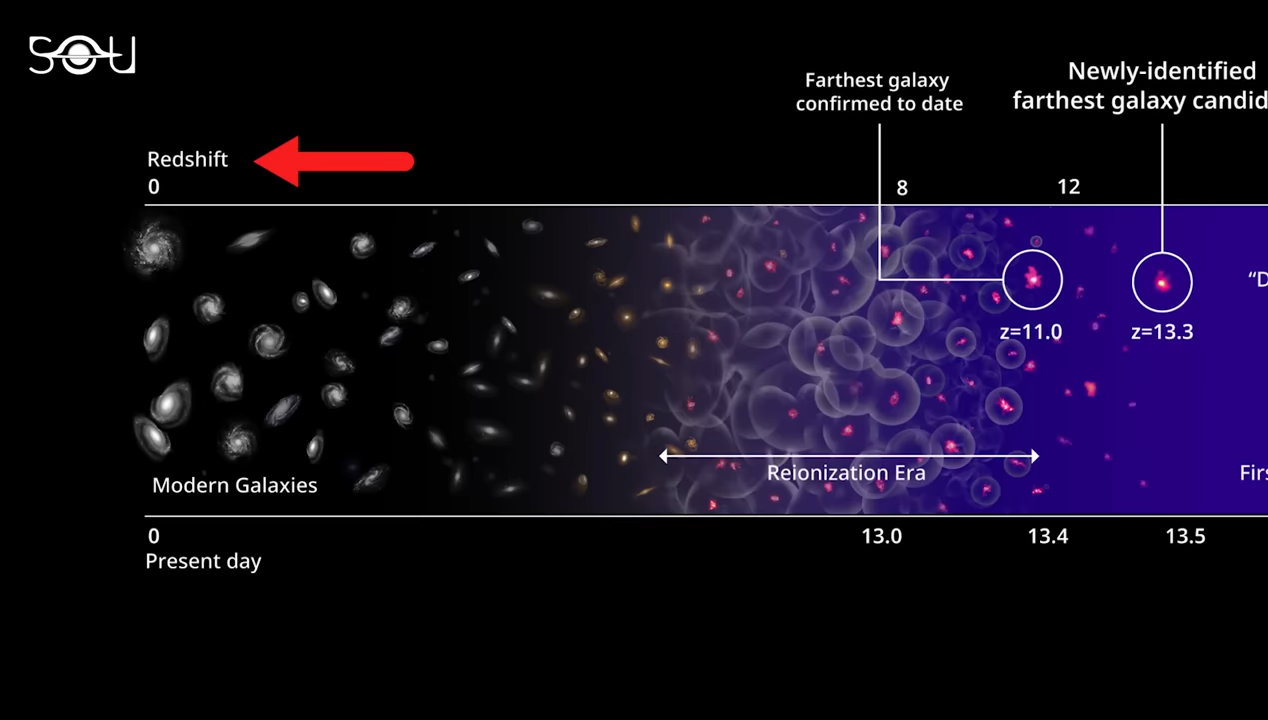 SOU
Farthest galaxy
confirmed to date
Newly-identified
farthest galaxy candid
Redshift
0
8
12
z=11.0
z=13.3
“D
Reionization Era
Modern Galaxies
Firs
0
13.0
13.4
13.5
Present day